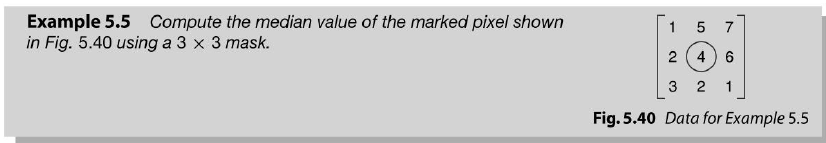 Example 5.5 Compute the median value of the marked pixel shown
in Fig. 5.40 using a 3 × 3 mask.
1 5 7
2 4 6
3 2 1
Fig. 5.40 Data for Example 5.5